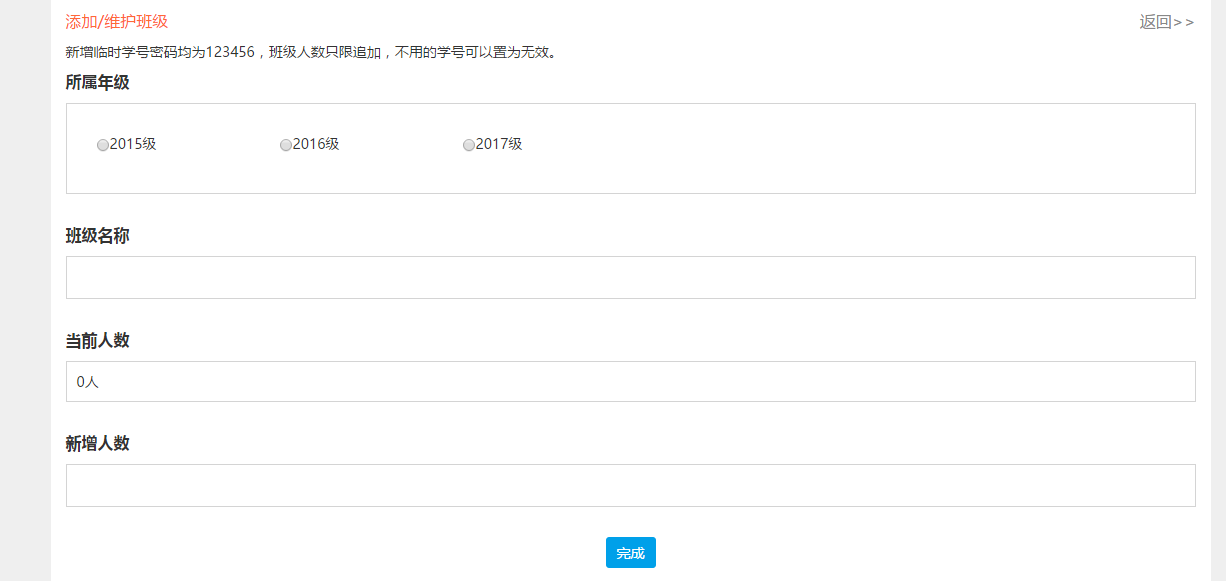 添加/维护班级 返回>>
新增临时学号密码均为123456，班级人数只限追加，不用的学号可以置为无效。
所属年级
2015级 2016级 2017级
班级名称
当前人数
0人
新增人数
完成